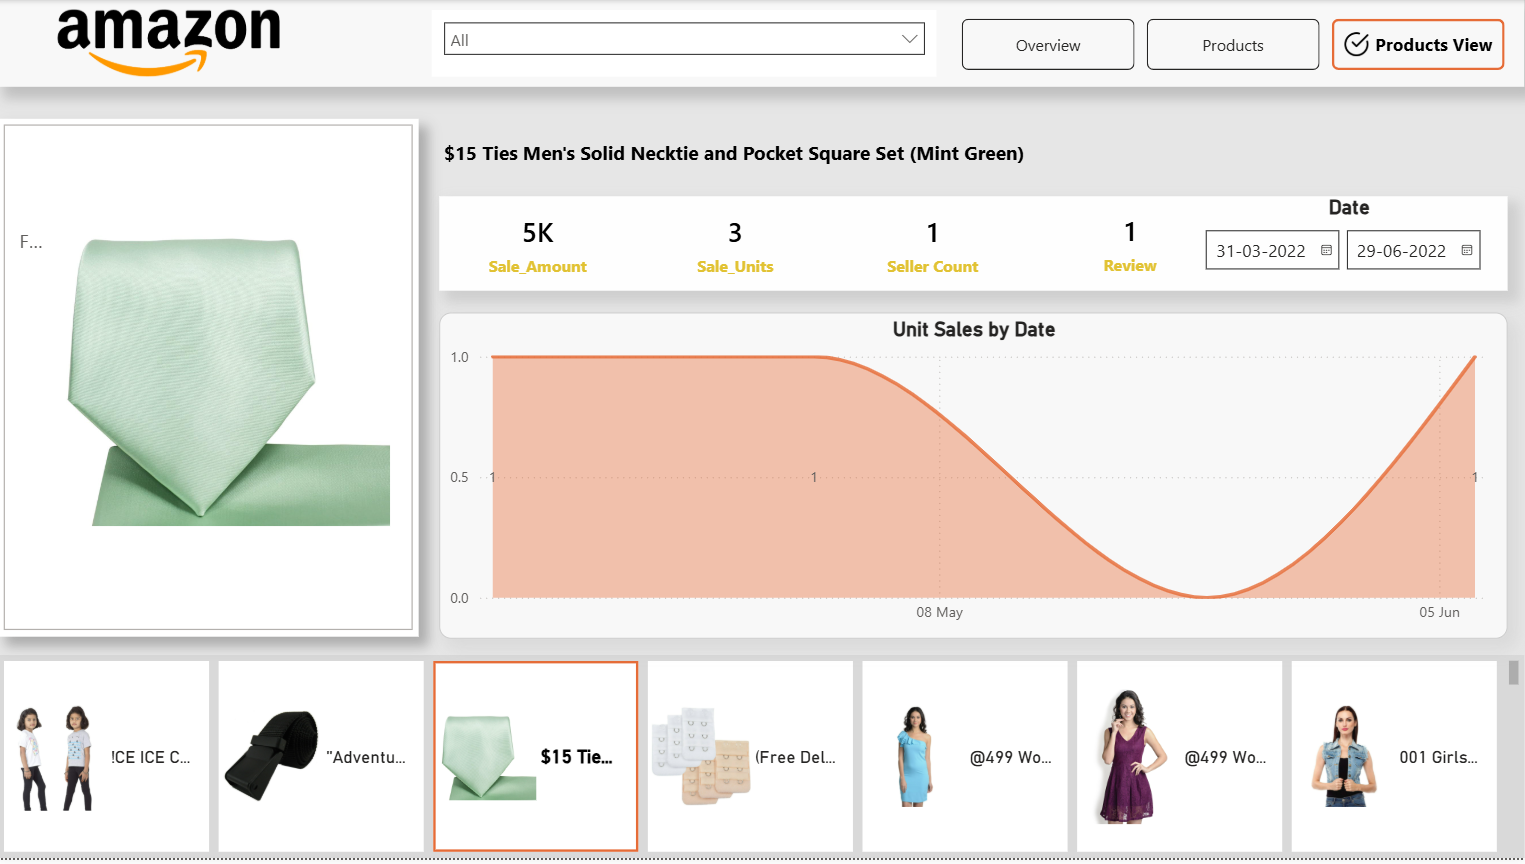 amazon
All
Overview
Products
Products View
$15 Ties Men's Solid Necktie and Pocket Square Set (Mint Green)
F...
5K
Sale_Amount
3
Sale_Units
1
Seller Count
1
Review
Date
31-03-2022
29-06-2022
Unit Sales by Date
1.0
0.5
0.0
1
1
1
08 May
05 Jun
!CE ICE C...
"Adventu...
$15 Tie...
(Free Del...
@499 Wo...
@499 Wo...
001 Girls...